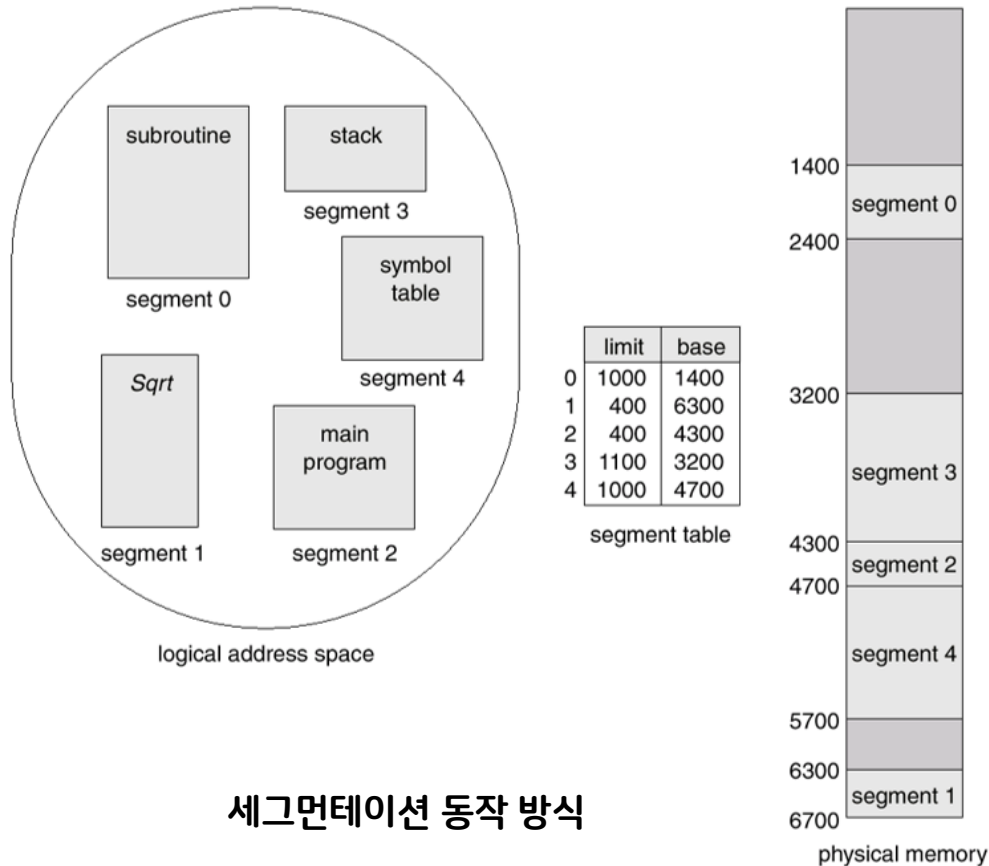 subroutine
segment 0
stack
segment 3
symbol
table
segment 4
Sqrt
segment 1
main
program
segment 2
logical address space
limit base
0 1000 1400
1 400 6300
2 400 4300
3 1100 3200
4 1000 4700
segment table
1400
segment 0
2400
3200
segment 3
4300
segment 2
4700
segment 4
5700
6300
segment 1
6700
physical memory
세그먼테이션 동작 방식